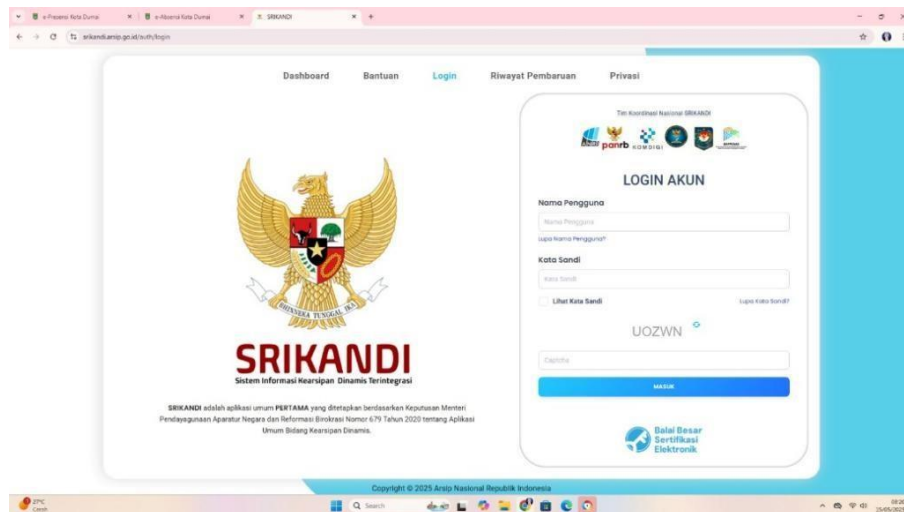 e-Presensi Kota Dumai
e-Absensi Kota Dumai
SRIKANDI
srikandi.arsip.go.id/auth/login
Dashboard Bantuan Login Riwayat Pembaruan Privasi
Tim Koordinasi Nasional SRIKANDI
ANRI panrb KOMDIGI
LOGIN AKUN
Nama Pengguna
Nama Pengguna
Lupa Nama Pengguna?
Kata Sandi
Kata Sandi
Lihat Kata Sandi Lupa Kata Sandi?
UOZWN
Captcha
MASUK
Balai Besar
Sertifikasi
Elektronik
BHINNEKA TUNGGAL IKA
SRIKANDI
Sistem Informasi Kearsipan Dinamis Terintegrasi
SRIKANDI adalah aplikasi umum PERTAMA yang ditetapkan berdasarkan Keputusan Menteri
Pendayagunaan Aparatur Negara dan Reformasi Birokrasi Nomor 679 Tahun 2020 tentang Aplikasi
Umum Bidang Kearsipan Dinamis.
Copyright © 2025 Arsip Nasional Republik Indonesia
27°C
Cerah
Search